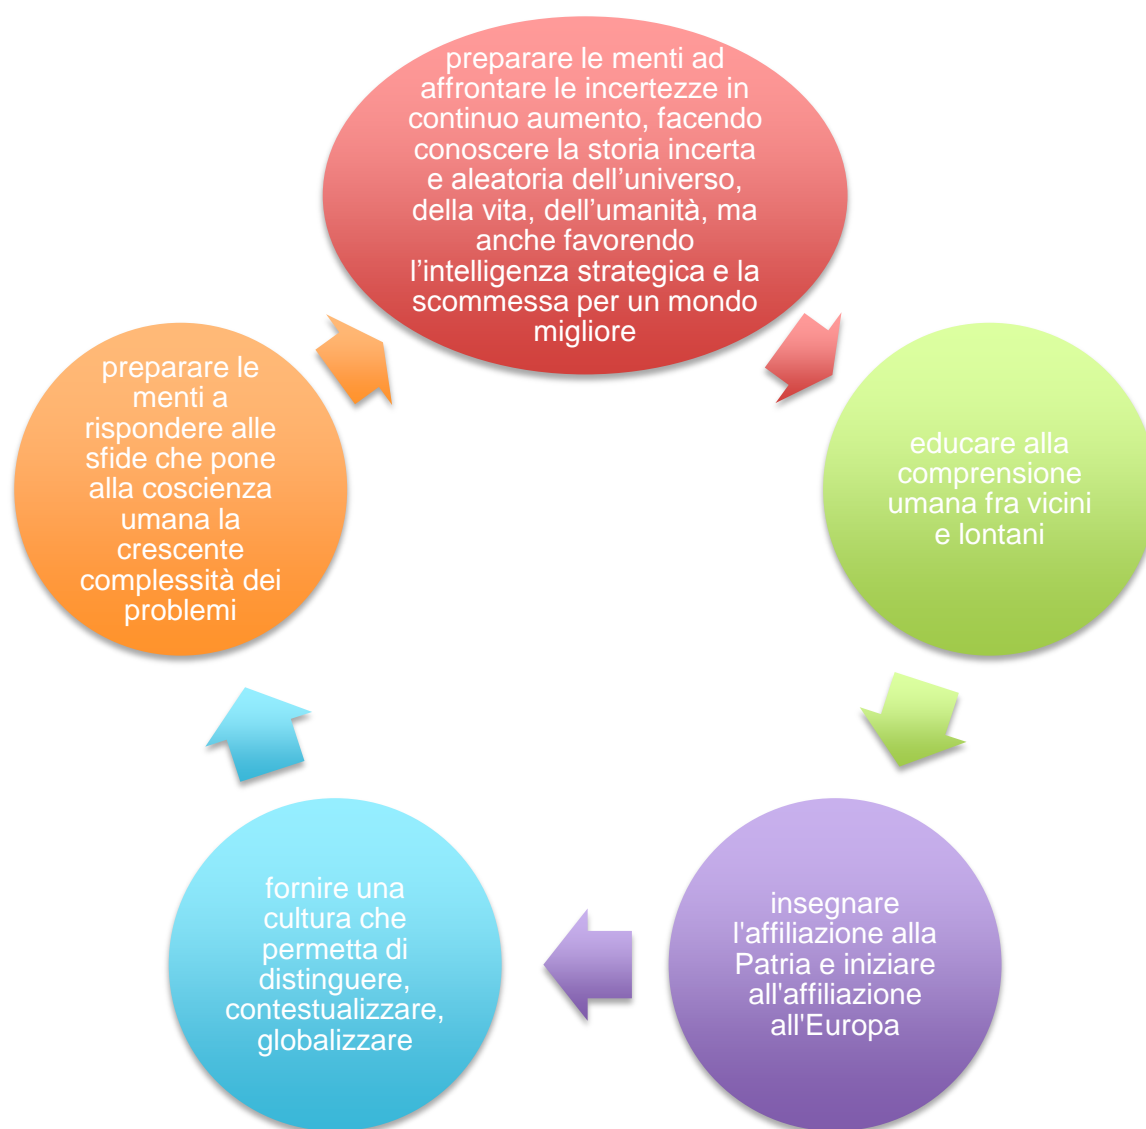 preparare le menti ad
affrontare le incertezze in
continuo aumento, facendo
conoscere la storia incerta
e aleatoria dell’universo,
della vita, dell’umanità, ma
anche favorendo
l’intelligenza strategica e la
scommessa per un mondo
migliore
educare alla
comprensione
umana fra vicini
e lontani
insegnare
l'affiliazione alla
Patria e iniziare
all'affiliazione
all'Europa
fornire una
cultura che
permetta di
distinguere,
contestualizzare,
globalizzare
preparare le
menti a
rispondere alle
sfide che pone
alla coscienza
umana la
crescente
complessità dei
problemi